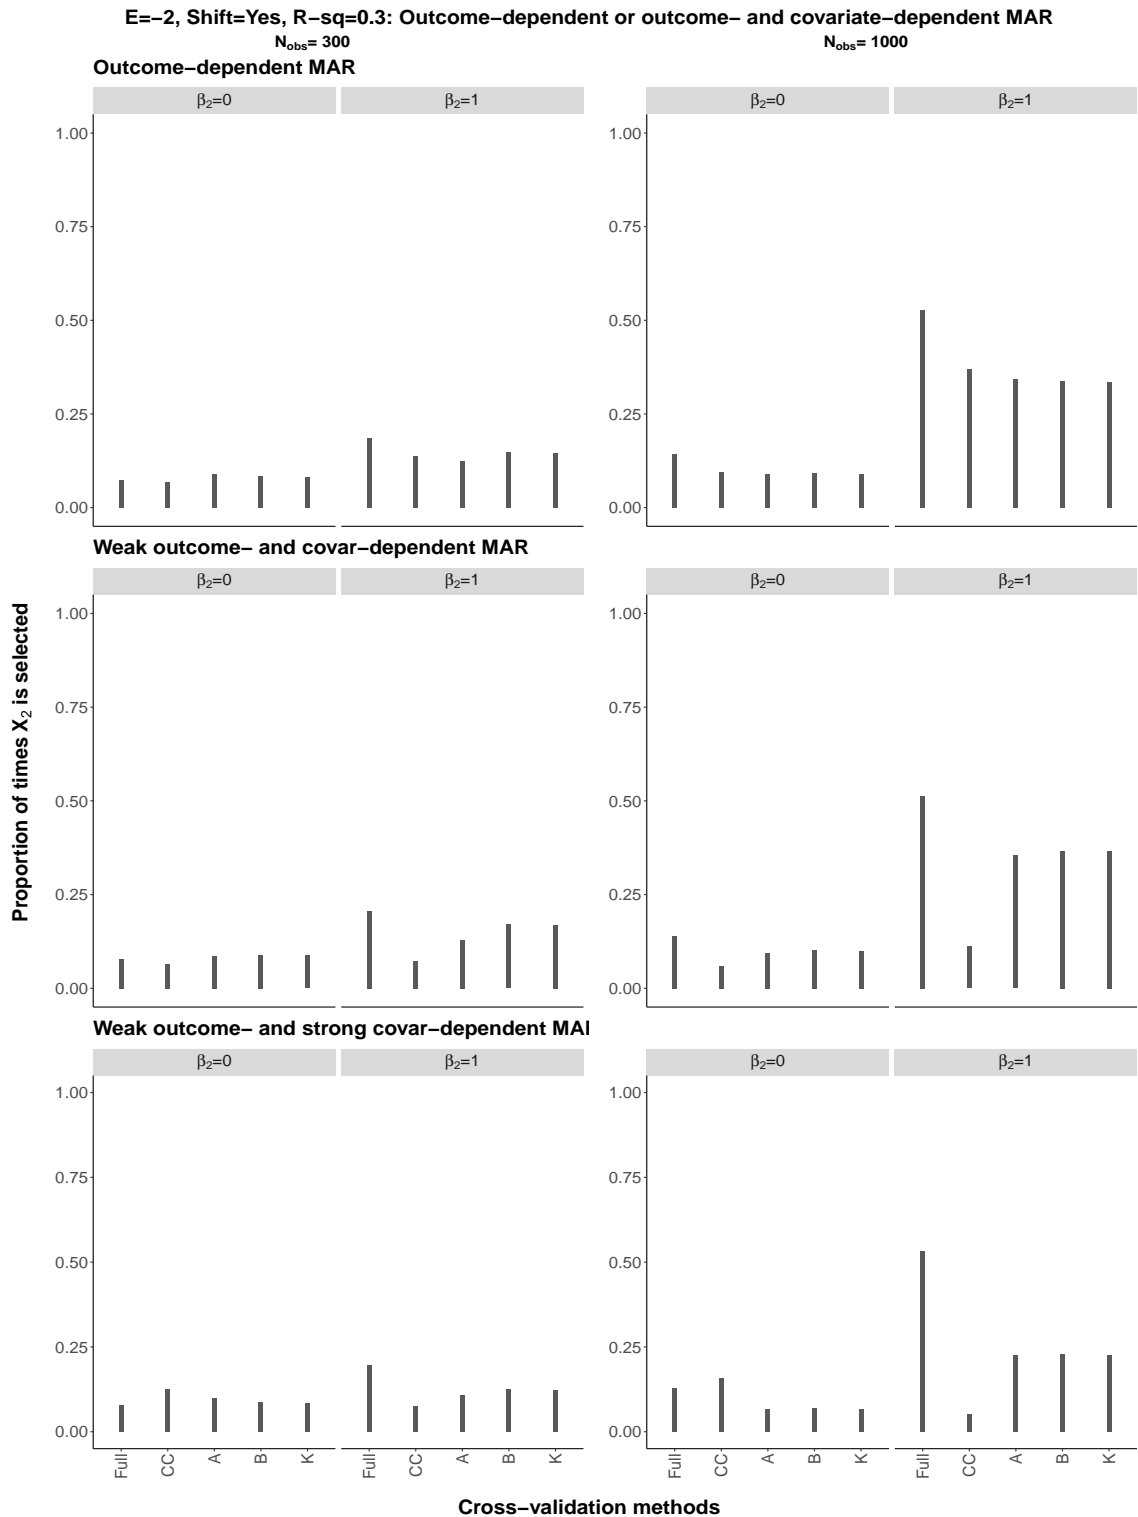 E=−2, Shift=Yes, R−sq=0.3: Outcome−dependent or outcome− and covariate−dependent MAR
N_obs= 300 N_obs= 1000
Outcome−dependent MAR
β₂=0 β₂=1 β₂=0 β₂=1
1.00 1.00
0.75 0.75
0.50 0.50
0.25 0.25
0.00 0.00
Weak outcome− and covar−dependent MAR
β₂=0 β₂=1 β₂=0 β₂=1
1.00 1.00
0.75 0.75
0.50 0.50
0.25 0.25
0.00 0.00
Proportion of times X₂ is selected
Weak outcome− and strong covar−dependent MA
β₂=0 β₂=1 β₂=0 β₂=1
1.00 1.00
0.75 0.75
0.50 0.50
0.25 0.25
0.00 0.00
Full CC A B K Full CC A B K Full CC A B K Full CC A B K
Cross−validation methods